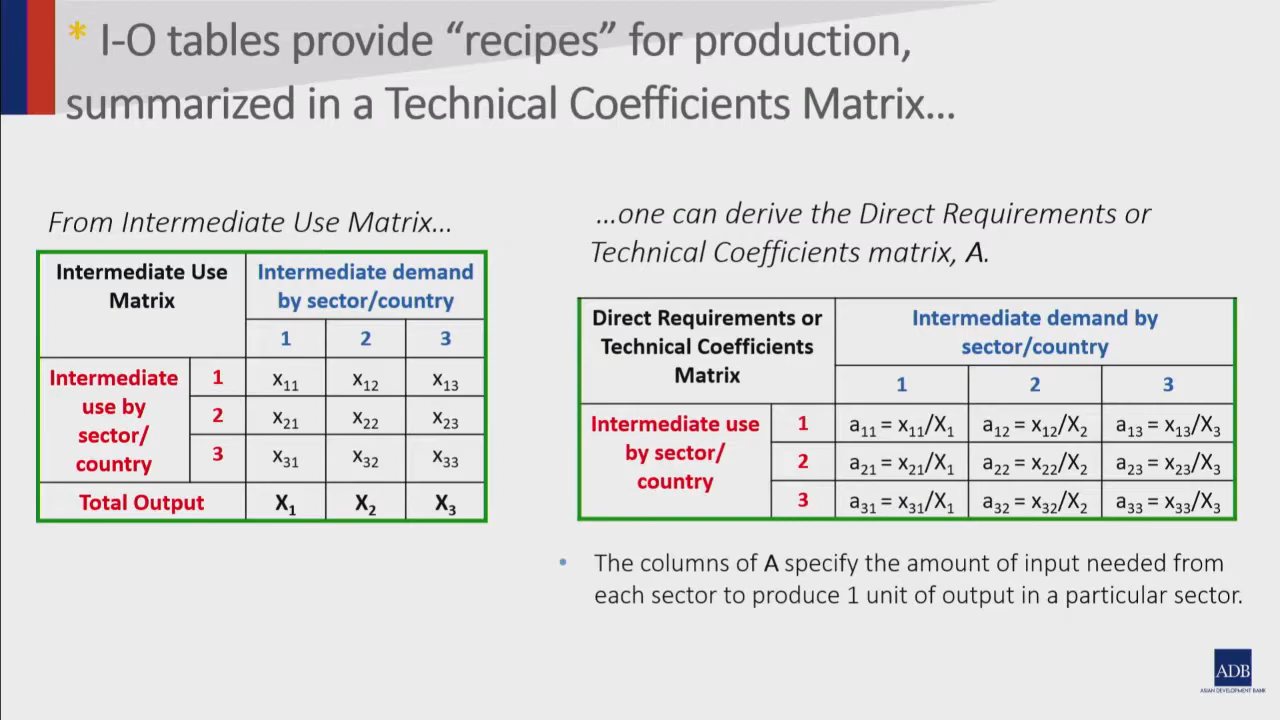 * I-O tables provide “recipes” for production,
summarized in a Technical Coefficients Matrix…
From Intermediate Use Matrix…
Intermediate Use
Matrix
Intermediate demand
by sector/country
1 2 3
Intermediate
use by
sector/
country
1 x₁₁ x₁₂ x₁₃
2 x₂₁ x₂₂ x₂₃
3 x₃₁ x₃₂ x₃₃
Total Output X₁ X₂ X₃
…one can derive the Direct Requirements or
Technical Coefficients matrix, A.
Direct Requirements or
Technical Coefficients
Matrix
Intermediate demand by
sector/country
1 2 3
Intermediate use
by sector/
country
1 a₁₁ = x₁₁/X₁ a₁₂ = x₁₂/X₂ a₁₃ = x₁₃/X₃
2 a₂₁ = x₂₁/X₁ a₂₂ = x₂₂/X₂ a₂₃ = x₂₃/X₃
3 a₃₁ = x₃₁/X₁ a₃₂ = x₃₂/X₂ a₃₃ = x₃₃/X₃
• The columns of A specify the amount of input needed from
each sector to produce 1 unit of output in a particular sector.
ADB
ASIAN DEVELOPMENT BANK